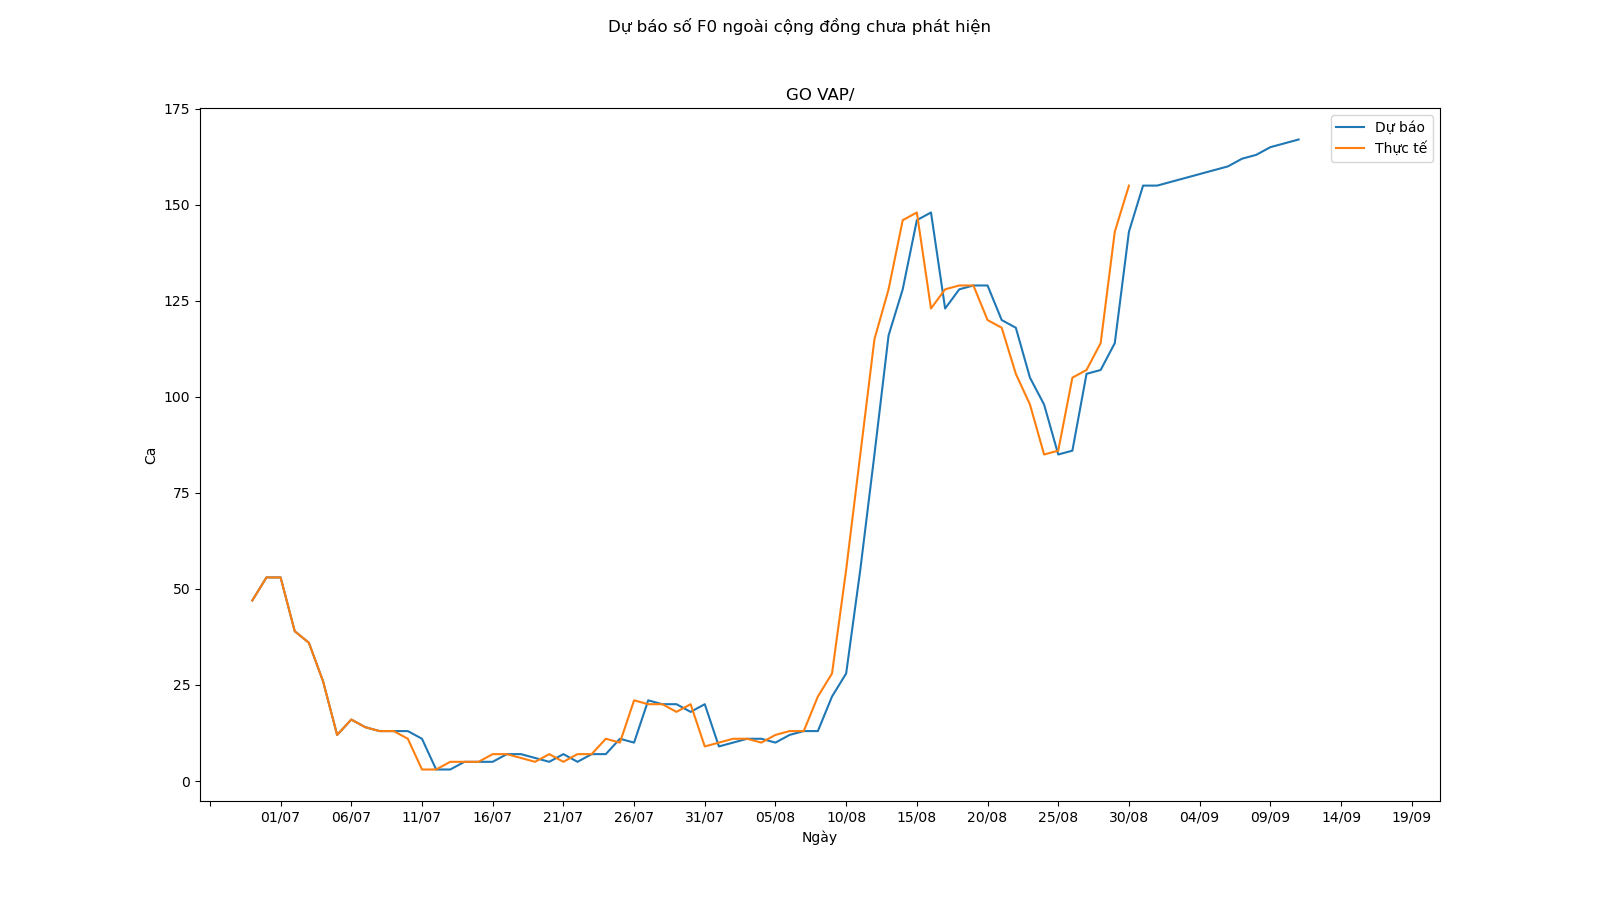 Dự báo số F0 ngoài cộng đồng chưa phát hiện
GO VAP/
175
150
125
100
75
50
25
0
Ca
Dự báo
Thực tế
01/07 06/07 11/07 16/07 21/07 26/07 31/07 05/08 10/08 15/08 20/08 25/08 30/08 04/09 09/09 14/09 19/09
Ngày